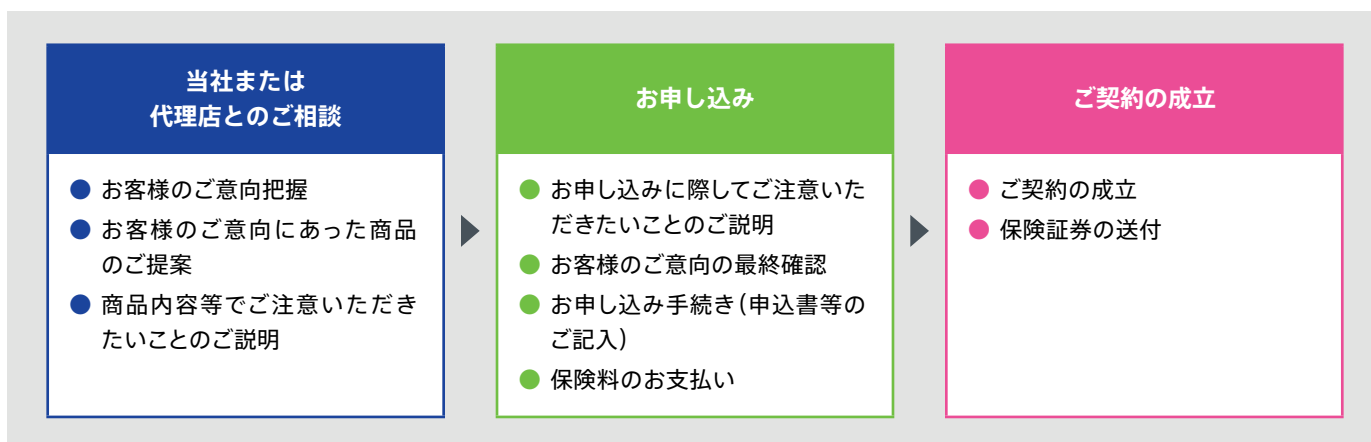 当社または
代理店とのご相談
● お客様のご意向把握
● お客様のご意向にあった商品
のご提案
● 商品内容等でご注意いただき
たいことのご説明
お申し込み
● お申し込みに際してご注意いた
だきたいことのご説明
● お客様のご意向の最終確認
● お申し込み手続き(申込書等の
ご記入)
● 保険料のお支払い
ご契約の成立
● ご契約の成立
● 保険証券の送付